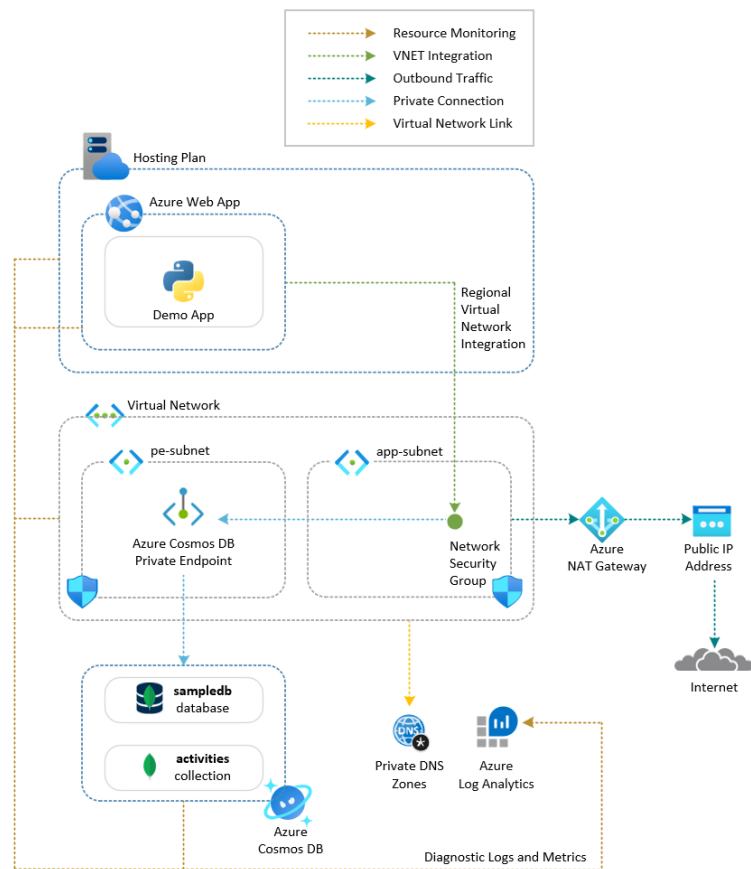 Resource Monitoring
VNET Integration
Outbound Traffic
Private Connection
Virtual Network Link
Hosting Plan
Azure Web App
Demo App
Regional
Virtual
Network
Integration
Virtual Network
pe-subnet
app-subnet
Azure Cosmos DB
Private Endpoint
Network
Security
Group
Azure
NAT Gateway
Public IP
Address
Internet
sampledb
database
activities
collection
Azure
Cosmos DB
DNS
Private DNS
Zones
Azure
Log Analytics
Diagnostic Logs and Metrics